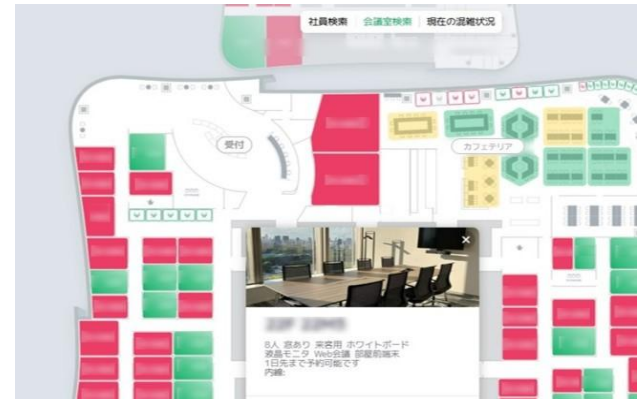 社員検索 会議室検索 現在の混雑状況
受付
カフェテリア
8人 窓あり 来客用 ホワイトボード
液晶モニタ Web会議 部屋前端末
1日先まで予約可能です
内線: